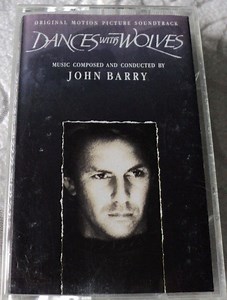 ORIGINAL MOTION PICTURE SOUNDTRACK
DANCES with WOLVES
MUSIC COMPOSED AND CONDUCTED BY
JOHN BARRY